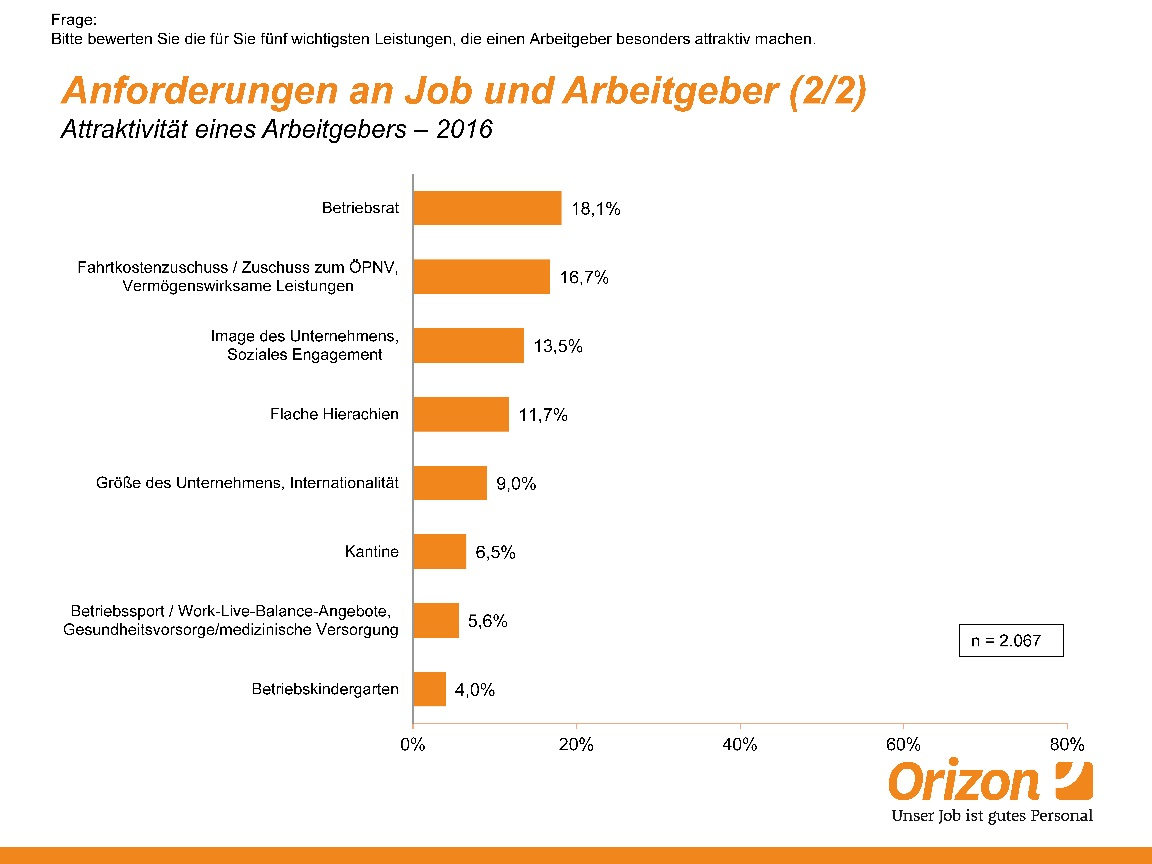 Frage:
Bitte bewerten Sie die für Sie fünf wichtigsten Leistungen, die einen Arbeitgeber besonders attraktiv machen.
Anforderungen an Job und Arbeitgeber (2/2)
Attraktivität eines Arbeitgebers – 2016
Betriebsrat
18,1%
Fahrtkostenzuschuss / Zuschuss zum ÖPNV,
Vermögenswirksame Leistungen
16,7%
Image des Unternehmens,
Soziales Engagement
13,5%
Flache Hierachien
11,7%
Größe des Unternehmens, Internationalität
9,0%
Kantine
6,5%
Betriebssport / Work-Live-Balance-Angebote,
Gesundheitsvorsorge/medizinische Versorgung
5,6%
n = 2.067
Betriebskindergarten
4,0%
0% 20% 40% 60% 80%
Orizon
Unser Job ist gutes Personal